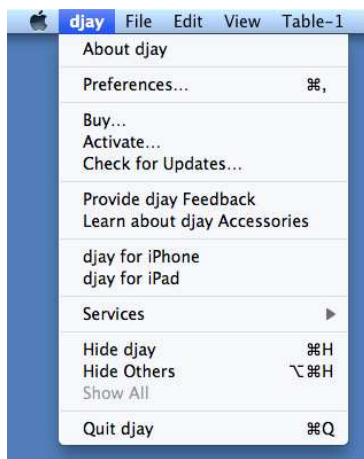 djay File Edit View Table-1
About djay
Preferences... ⌘,
Buy...
Activate...
Check for Updates...
Provide djay Feedback
Learn about djay Accessories
djay for iPhone
djay for iPad
Services
Hide djay ⌘H
Hide Others ⌥⌘H
Show All
Quit djay ⌘Q